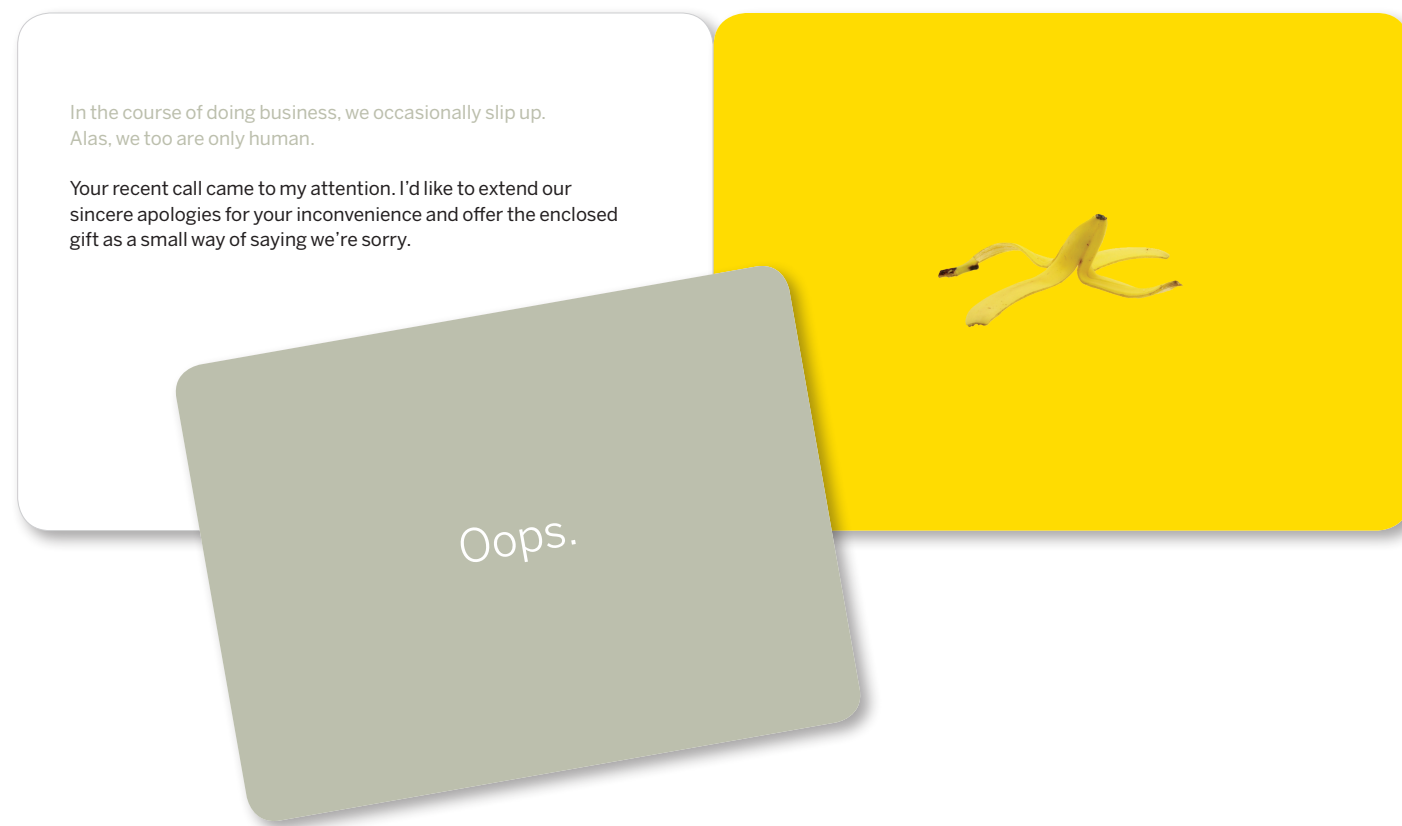 In the course of doing business, we occasionally slip up.
Alas, we too are only human.
Your recent call came to my attention. I’d like to extend our
sincere apologies for your inconvenience and offer the enclosed
gift as a small way of saying we’re sorry.
Oops.